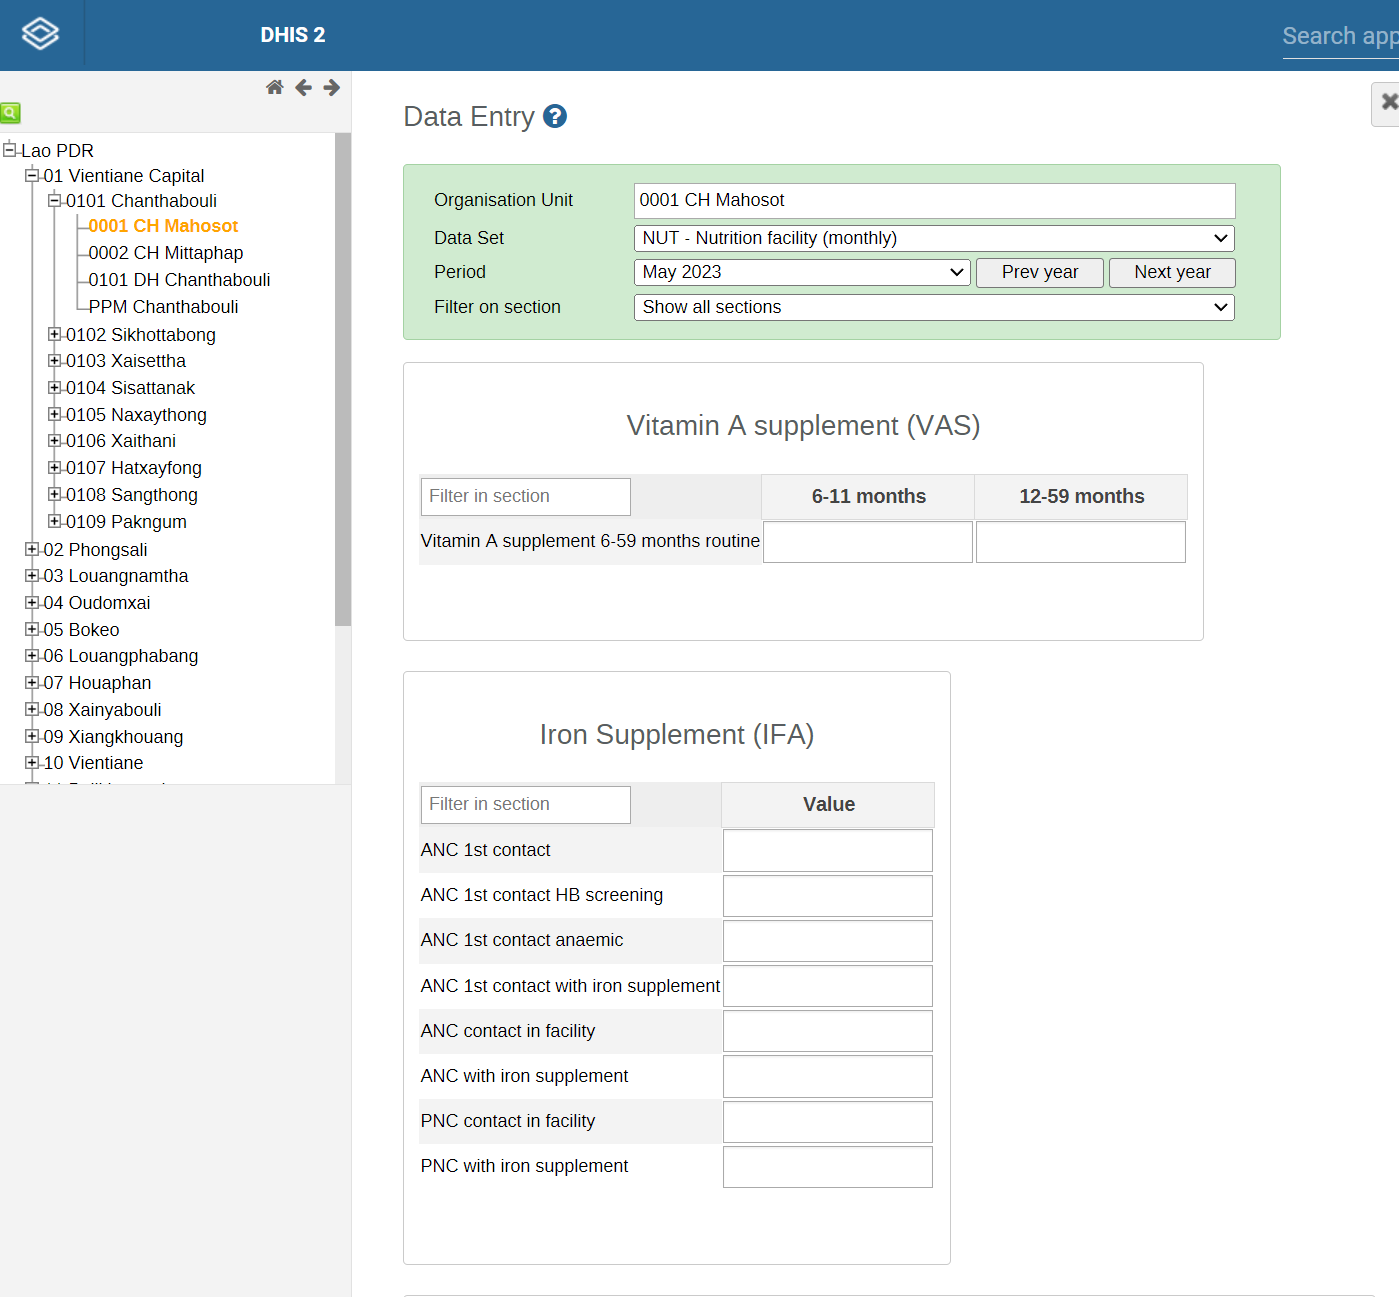 DHIS 2
Search app
Lao PDR
01 Vientiane Capital
0101 Chanthabouli
0001 CH Mahosot
0002 CH Mittaphap
0101 DH Chanthabouli
PPM Chanthabouli
0102 Sikhottabong
0103 Xaisettha
0104 Sisattanak
0105 Naxaythong
0106 Xaithani
0107 Hatxayfong
0108 Sangthong
0109 Pakngum
02 Phongsali
03 Louangnamtha
04 Oudomxai
05 Bokeo
06 Louangphabang
07 Houaphan
08 Xainyabouli
09 Xiangkhouang
10 Vientiane
Data Entry ?
Organisation Unit 0001 CH Mahosot
Data Set NUT - Nutrition facility (monthly)
Period May 2023 Prev year Next year
Filter on section Show all sections
Vitamin A supplement (VAS)
Filter in section 6-11 months 12-59 months
Vitamin A supplement 6-59 months routine
Iron Supplement (IFA)
Filter in section Value
ANC 1st contact
ANC 1st contact HB screening
ANC 1st contact anaemic
ANC 1st contact with iron supplement
ANC contact in facility
ANC with iron supplement
PNC contact in facility
PNC with iron supplement